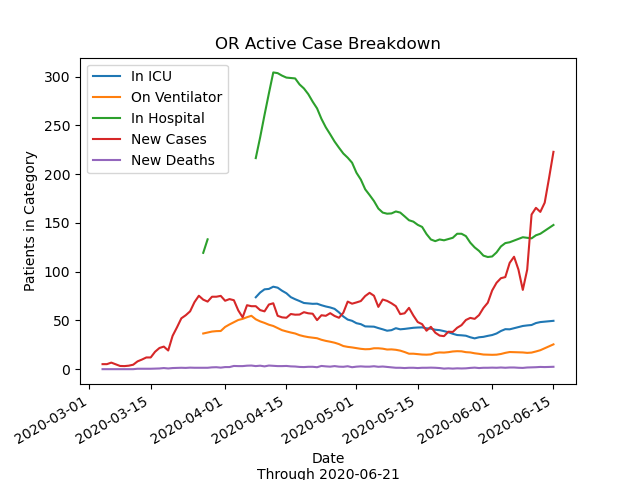 OR Active Case Breakdown
In ICU
On Ventilator
In Hospital
New Cases
New Deaths
Patients in Category
300
250
200
150
100
50
0
2020-03-01
2020-03-15
2020-04-01
2020-04-15
2020-05-01
2020-05-15
2020-06-01
2020-06-15
Date
Through 2020-06-21